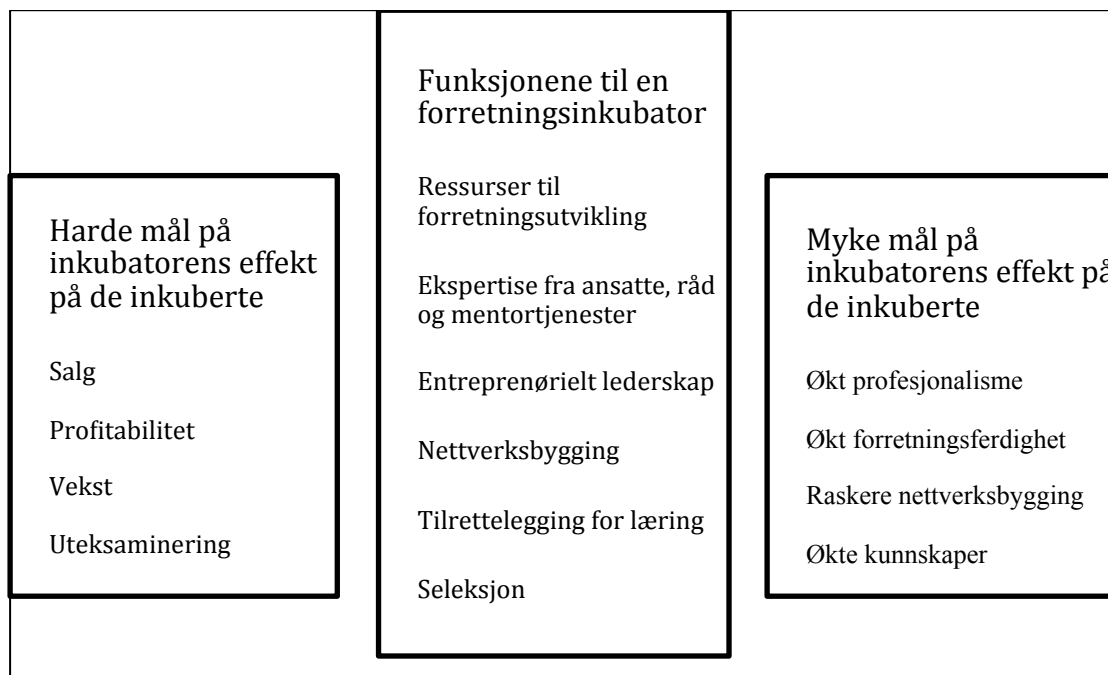 Harde mål på
inkubatorens effekt
på de inkuberte
Salg
Profitabilitet
Vekst
Uteksaminering
Funksjonene til en
forretningsinkubator
Ressurser til
forretningsutvikling
Ekspertise fra ansatte, råd
og mentortjenester
Entreprenørielt lederskap
Nettverksbygging
Tilrettelegging for læring
Seleksjon
Myke mål på
inkubatorens effekt på
de inkuberte
Økt profesjonalisme
Økt forretningsferdighet
Raskere nettverksbygging
Økte kunnskaper